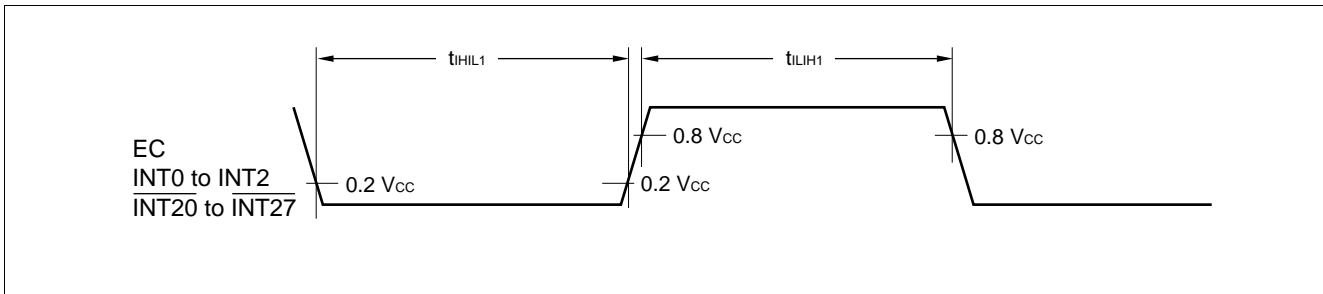 tIHIL1
tILIH1
0.8 VCC
0.8 VCC
EC
INT0 to INT2
0.2 VCC
0.2 VCC
INT20 to INT27